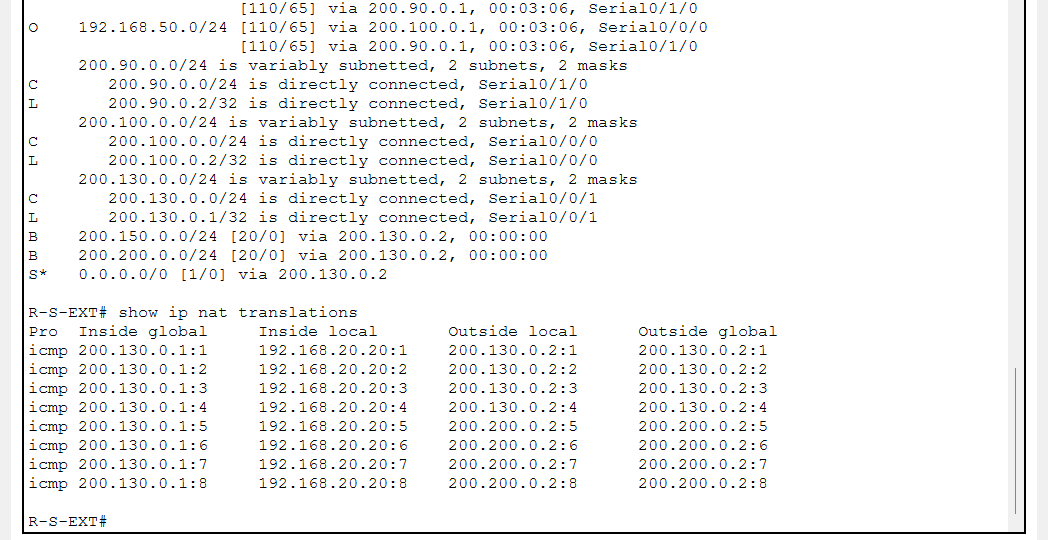 [110/65] via 200.90.0.1, 00:03:06, Serial0/1/0
O    192.168.50.0/24 [110/65] via 200.100.0.1, 00:03:06, Serial0/0/0
[110/65] via 200.90.0.1, 00:03:06, Serial0/1/0
200.90.0.0/24 is variably subnetted, 2 subnets, 2 masks
C       200.90.0.0/24 is directly connected, Serial0/1/0
L       200.90.0.2/32 is directly connected, Serial0/1/0
200.100.0.0/24 is variably subnetted, 2 subnets, 2 masks
C       200.100.0.0/24 is directly connected, Serial0/0/0
L       200.100.0.2/32 is directly connected, Serial0/0/0
200.130.0.0/24 is variably subnetted, 2 subnets, 2 masks
C       200.130.0.0/24 is directly connected, Serial0/0/1
L       200.130.0.1/32 is directly connected, Serial0/0/1
B    200.150.0.0/24 [20/0] via 200.130.0.2, 00:00:00
B    200.200.0.0/24 [20/0] via 200.130.0.2, 00:00:00
S*   0.0.0.0/0 [1/0] via 200.130.0.2
R-S-EXT# show ip nat translations
Pro  Inside global     Inside local       Outside local      Outside global
icmp 200.130.0.1:1     192.168.20.20:1    200.130.0.2:1      200.130.0.2:1
icmp 200.130.0.1:2     192.168.20.20:2    200.130.0.2:2      200.130.0.2:2
icmp 200.130.0.1:3     192.168.20.20:3    200.130.0.2:3      200.130.0.2:3
icmp 200.130.0.1:4     192.168.20.20:4    200.130.0.2:4      200.130.0.2:4
icmp 200.130.0.1:5     192.168.20.20:5    200.200.0.2:5      200.200.0.2:5
icmp 200.130.0.1:6     192.168.20.20:6    200.200.0.2:6      200.200.0.2:6
icmp 200.130.0.1:7     192.168.20.20:7    200.200.0.2:7      200.200.0.2:7
icmp 200.130.0.1:8     192.168.20.20:8    200.200.0.2:8      200.200.0.2:8
R-S-EXT#